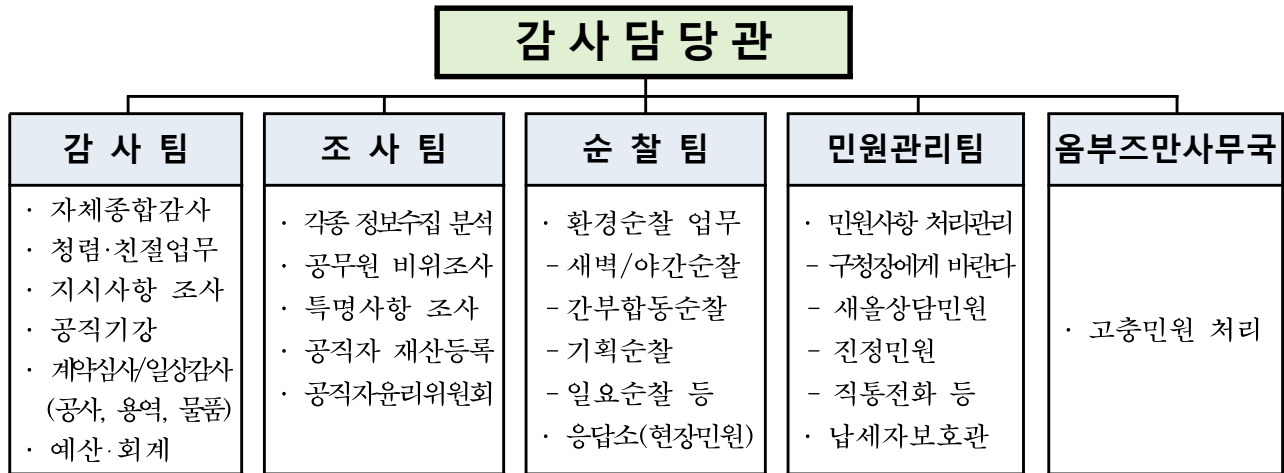 감사담당관
감사팀
· 자체종합감사
· 청렴·친절업무
· 지시사항 조사
· 공직기강
· 계약심사/일상감사
(공사, 용역, 물품)
· 예산·회계
조사팀
· 각종 정보수집 분석
· 공무원 비위조사
· 특명사항 조사
· 공직자 재산등록
· 공직자윤리위원회
순찰팀
· 환경순찰 업무
- 새벽/야간순찰
- 간부합동순찰
- 기획순찰
- 일요순찰 등
· 응답소(현장민원)
민원관리팀
· 민원사항 처리관리
- 구청장에게 바란다
- 새올상담민원
- 진정민원
- 직통전화 등
· 납세자보호관
옴부즈만사무국
· 고충민원 처리